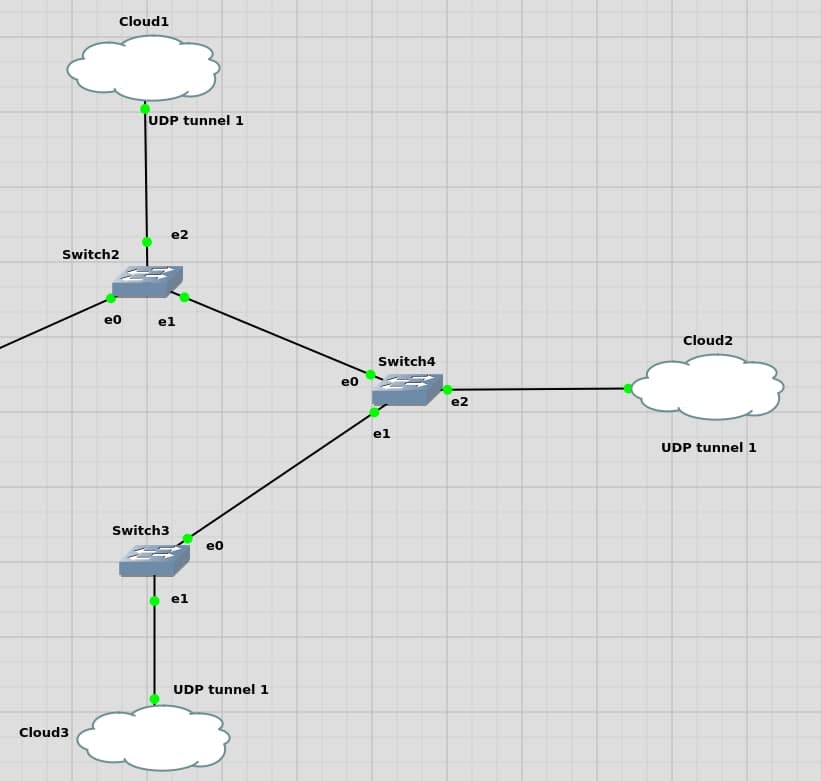 Cloud1
UDP tunnel 1
e2
Switch2
e0
e1
Cloud2
Switch4
e0
e2
e1
UDP tunnel 1
Switch3
e0
e1
UDP tunnel 1
Cloud3